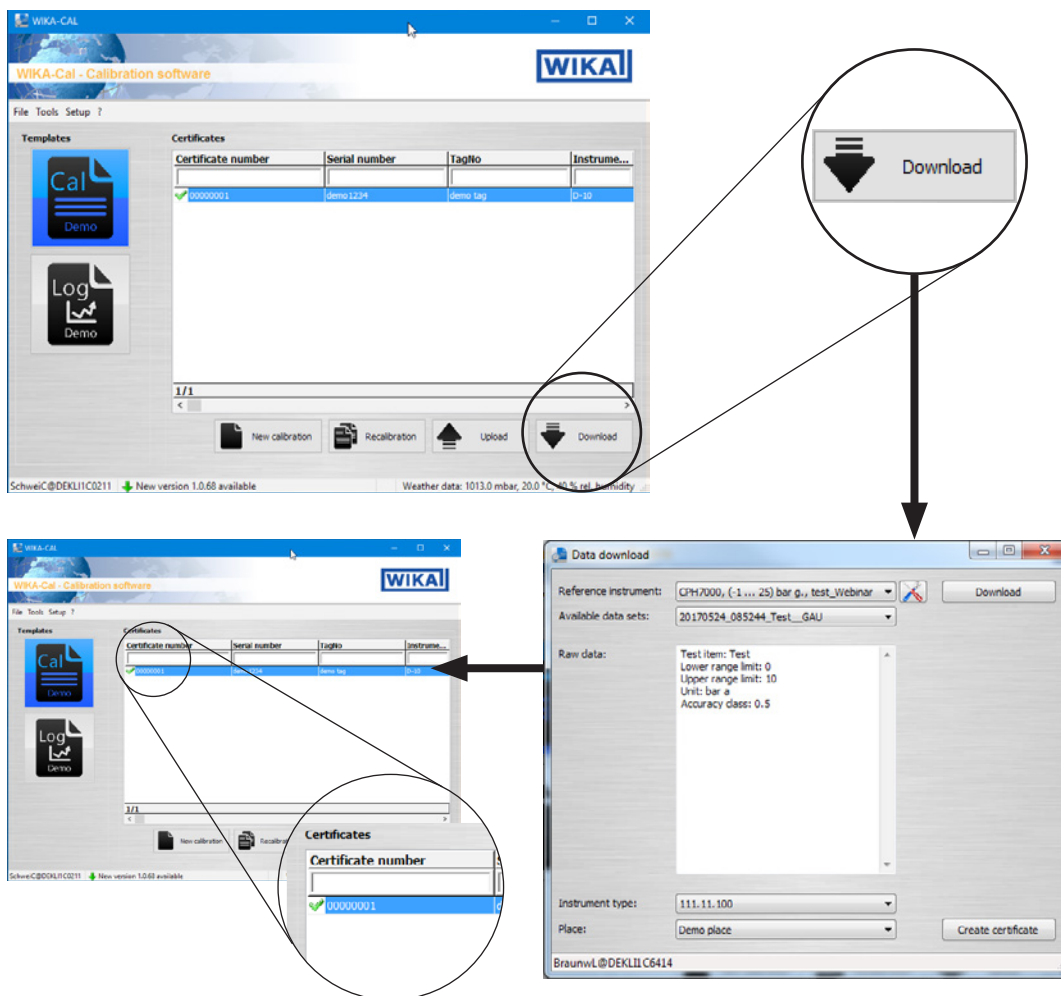 WIKA-CAL
WIKA-Cal - Calibration software
WIKA
File Tools Setup ?
Templates
Certificates
Certificate number Serial number TagNo Instrume...
00000001 demo1234 demo tag D-10
Cal
Demo
Log
Demo
1/1
New calibration Recalibration Upload Download
SchweiC@DEKLI1C0211 New version 1.0.68 available Weather data: 1013.0 mbar, 20.0 °C, 40 % rel. humidity
Download
WIKA-CAL
WIKA-Cal - Calibration software
WIKA
File Tools Setup ?
Templates
Certificates
Certificate number Serial number TagNo Instrume...
00000001 demo1234 demo tag D-10
Cal
Demo
Log
Demo
1/1
New calibration
SchweiC@DEKLI1C0211 New version 1.0.68 available
Certificates
Certificate number
00000001
Data download
Reference instrument: CPH7000, (-1 ... 25) bar g., test_Webinar Download
Available data sets: 20170524_085244_Test__GAU
Raw data:
Test item: Test
Lower range limit: 0
Upper range limit: 10
Unit: bar a
Accuracy class: 0.5
Instrument type: 111.11.100
Place: Demo place Create certificate
BraunwL@DEKLI1C6414